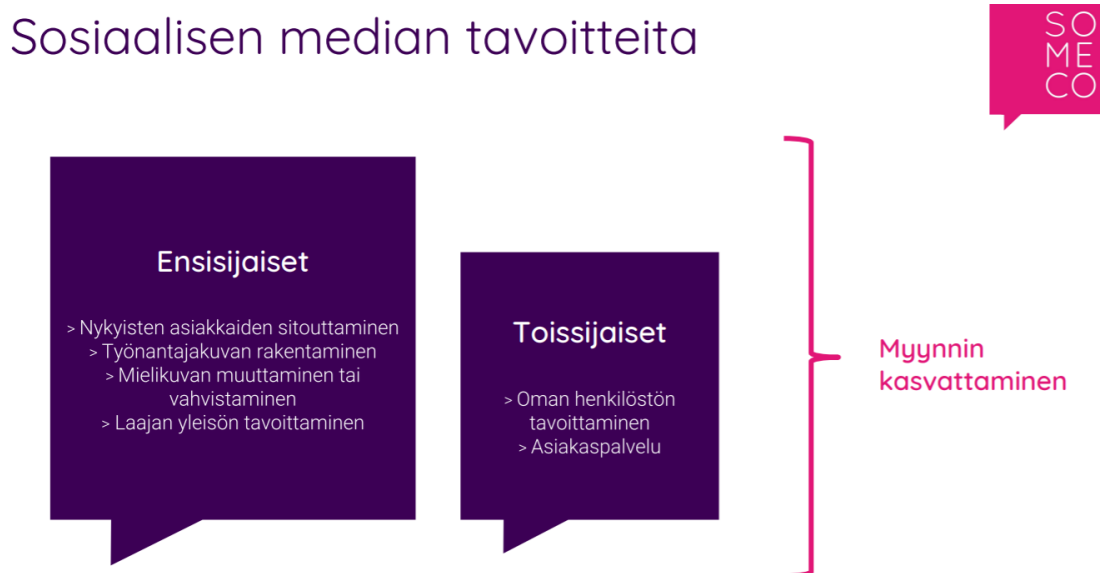 Sosiaalisen median tavoitteita
SO
ME
CO
Ensisijaiset
> Nykyisten asiakkaiden sitouttaminen
> Työnantajakuvan rakentaminen
> Mielikuvan muuttaminen tai
vahvistaminen
> Laajan yleisön tavoittaminen
Toissijaiset
> Oman henkilöstön
tavoittaminen
> Asiakaspalvelu
Myynnin
kasvattaminen